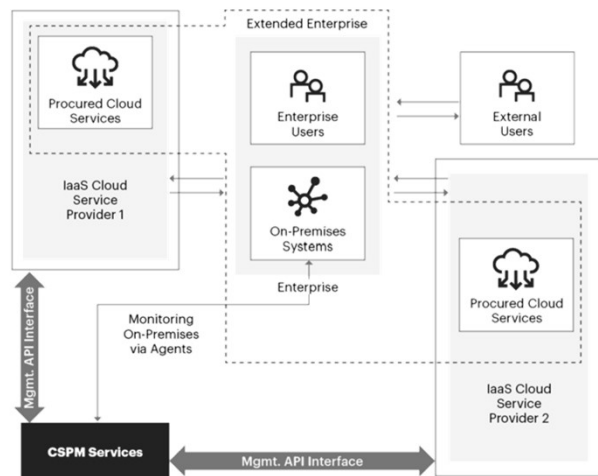 Extended Enterprise
Procured Cloud
Services
IaaS Cloud
Service
Provider 1
Enterprise
Users
On-Premises
Systems
Enterprise
External
Users
Procured Cloud
Services
IaaS Cloud
Service
Provider 2
Monitoring
On-Premises
via Agents
Mgmt. API Interface
CSPM Services
Mgmt. API Interface